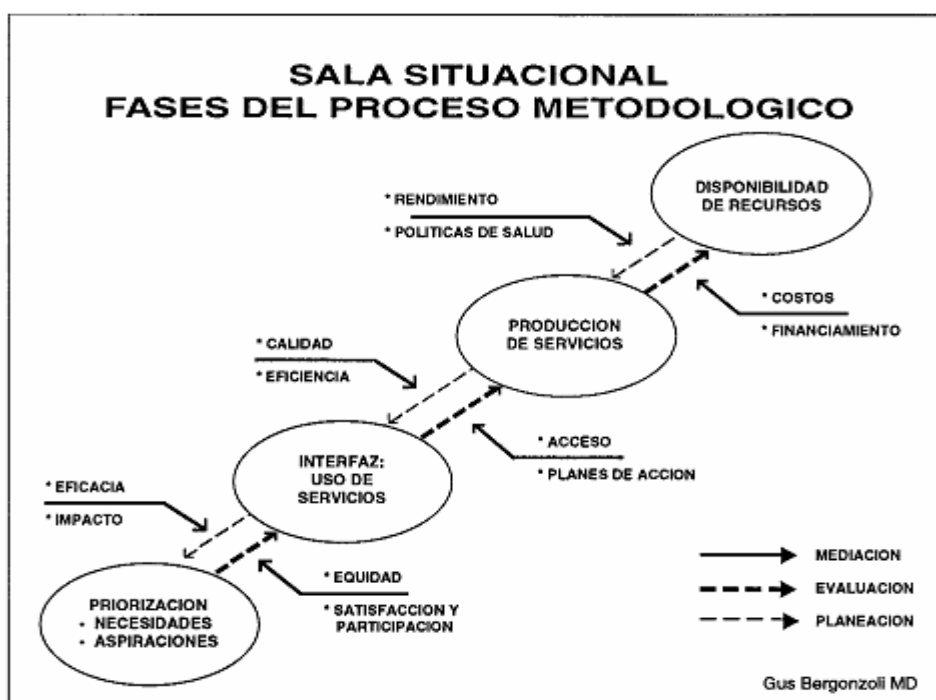 SALA SITUACIONAL
FASES DEL PROCESO METODOLOGICO
DISPONIBILIDAD
DE RECURSOS
* RENDIMIENTO
* POLITICAS DE SALUD
* COSTOS
* FINANCIAMIENTO
PRODUCCION
DE SERVICIOS
* CALIDAD
* EFICIENCIA
* ACCESO
* PLANES DE ACCION
INTERFAZ:
USO DE
SERVICIOS
* EFICACIA
* IMPACTO
* EQUIDAD
* SATISFACCION Y
PARTICIPACION
PRIORIZACION
• NECESIDADES
• ASPIRACIONES
MEDIACION
EVALUACION
PLANEACION
Gus Bergonzoli MD